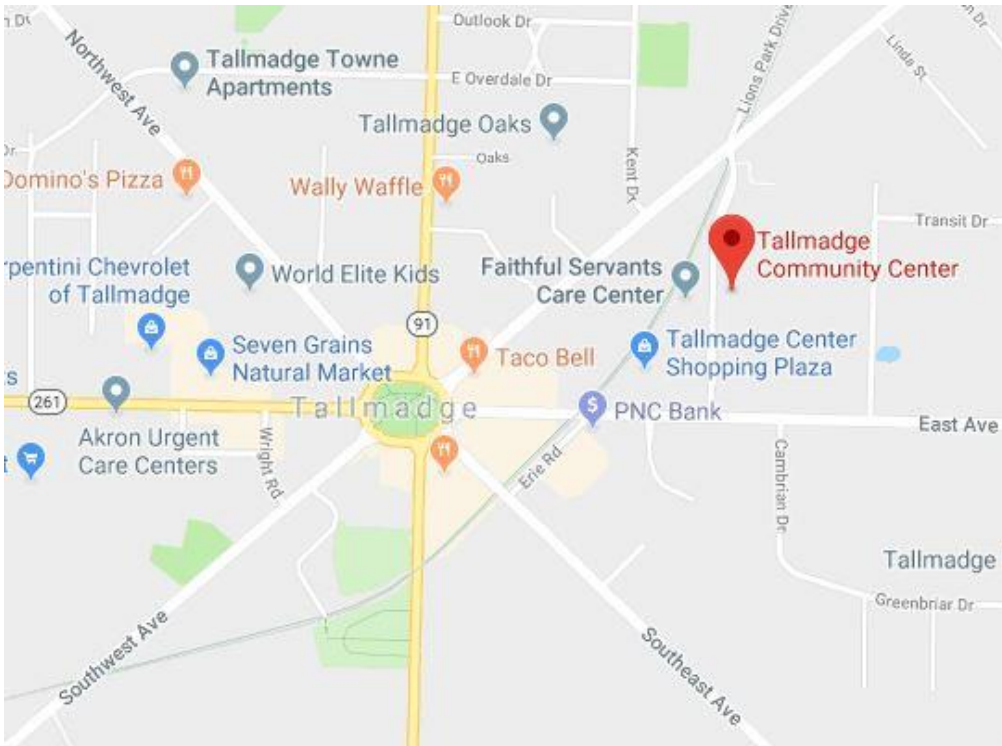 n Dr
Outlook Dr
Northwest Ave
Tallmadge Towne
Apartments
E Overdale Dr
Lions Park Drive
Linda St
Tallmadge Oaks
Oaks
Kent Dr
Dr.
Domino's Pizza
Wally Waffle
Transit Dr
Tallmadge
Community Center
rpentini Chevrolet
of Tallmadge
World Elite Kids
Faithful Servants
Care Center
91
Seven Grains
Natural Market
Taco Bell
Tallmadge Center
Shopping Plaza
s
261
Tallmadge
PNC Bank
East Ave
Akron Urgent
Care Centers
Wright Rd
Erie Rd
Cambrian Dr
t
Tallmadge
Greenbriar Dr
Southwest Ave
Southeast Ave